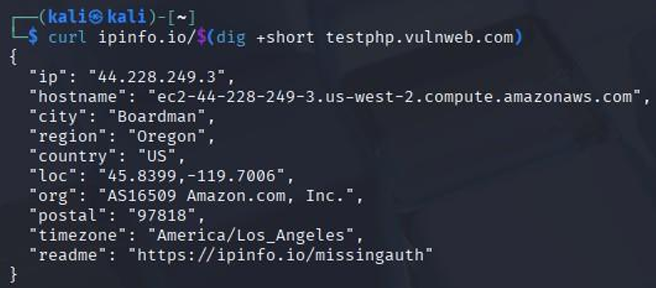 ┌──(kali㉿kali)-[~]
└─$ curl ipinfo.io/$(dig +short testphp.vulnweb.com)
{
  "ip": "44.228.249.3",
  "hostname": "ec2-44-228-249-3.us-west-2.compute.amazonaws.com",
  "city": "Boardman",
  "region": "Oregon",
  "country": "US",
  "loc": "45.8399,-119.7006",
  "org": "AS16509 Amazon.com, Inc.",
  "postal": "97818",
  "timezone": "America/Los_Angeles",
  "readme": "https://ipinfo.io/missingauth"
}